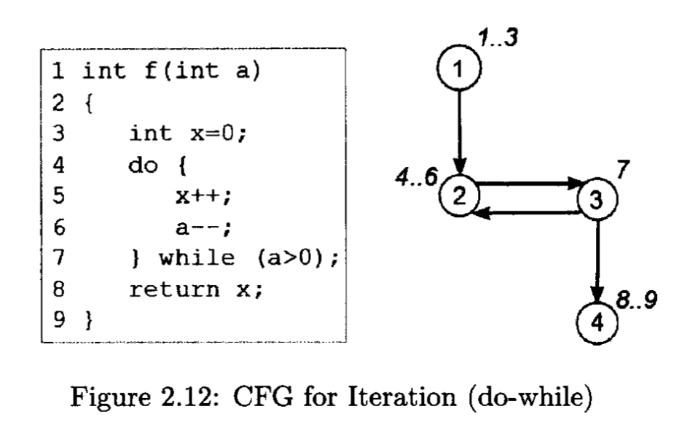 1 int f(int a)
2 {
3     int x=0;
4     do {
5        x++;
6        a--;
7     } while (a>0);
8     return x;
9 }
1..3
1
4..6
2
7
3
8..9
4
Figure 2.12: CFG for Iteration (do-while)